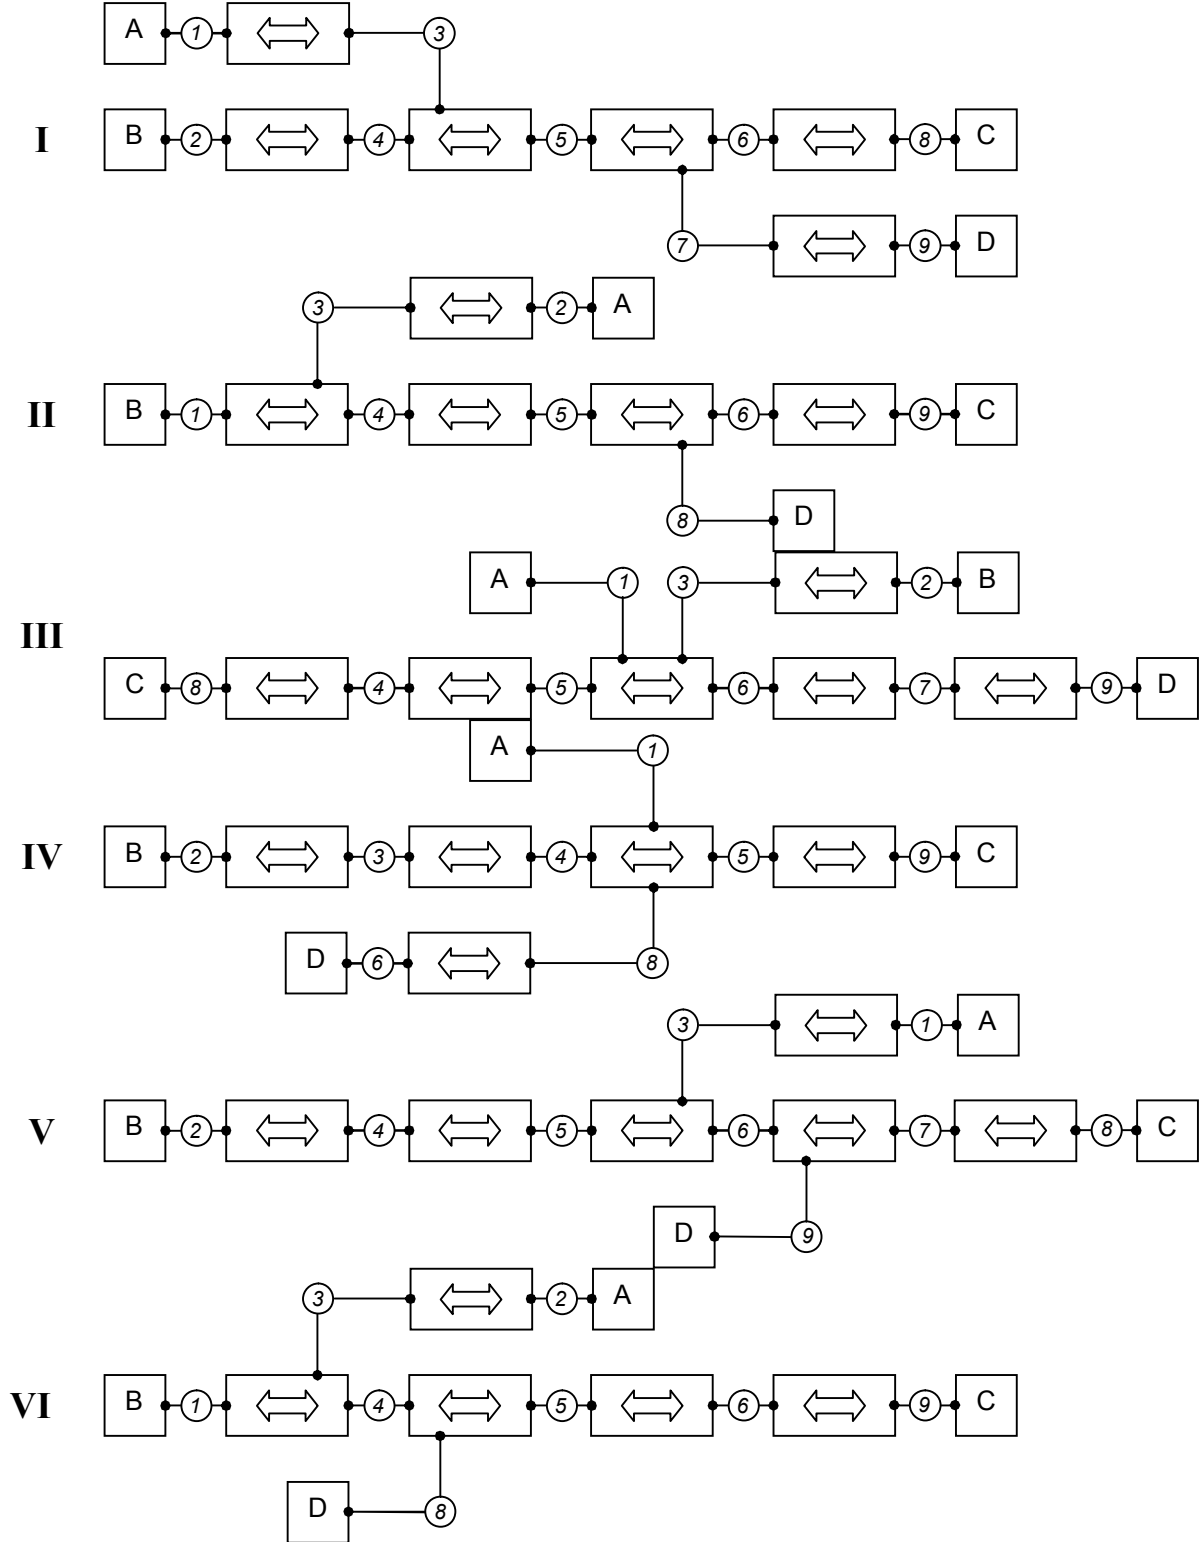 A 1 3
I B 2 4 5 6 8 C
7 9 D
3 2 A
II B 1 4 5 6 9 C
8 D
A 1 3 2 B
III
C 8 4 5 6 7 9 D
A 1
IV B 2 3 4 5 9 C
D 6 8
3 1 A
V B 2 4 5 6 7 8 C
D 9
3 2 A
VI B 1 4 5 6 9 C
D 8